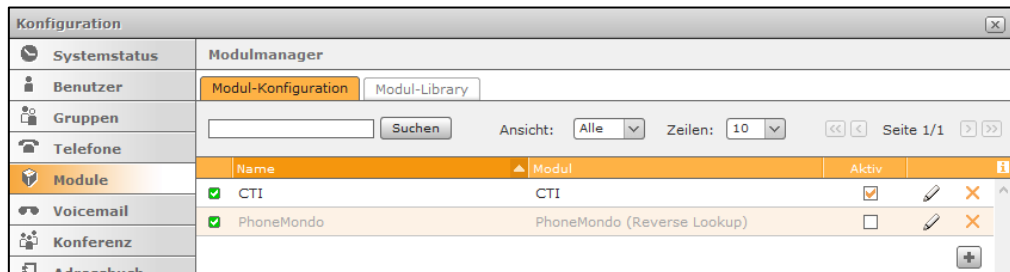 Konfiguration
Systemstatus
Benutzer
Gruppen
Telefone
Module
Voicemail
Konferenz
Adressbuch
Modulmanager
Modul-Konfiguration Modul-Library
Suchen Ansicht: Alle Zeilen: 10 Seite 1/1
Name Modul Aktiv
CTI CTI
PhoneMondo PhoneMondo (Reverse Lookup)